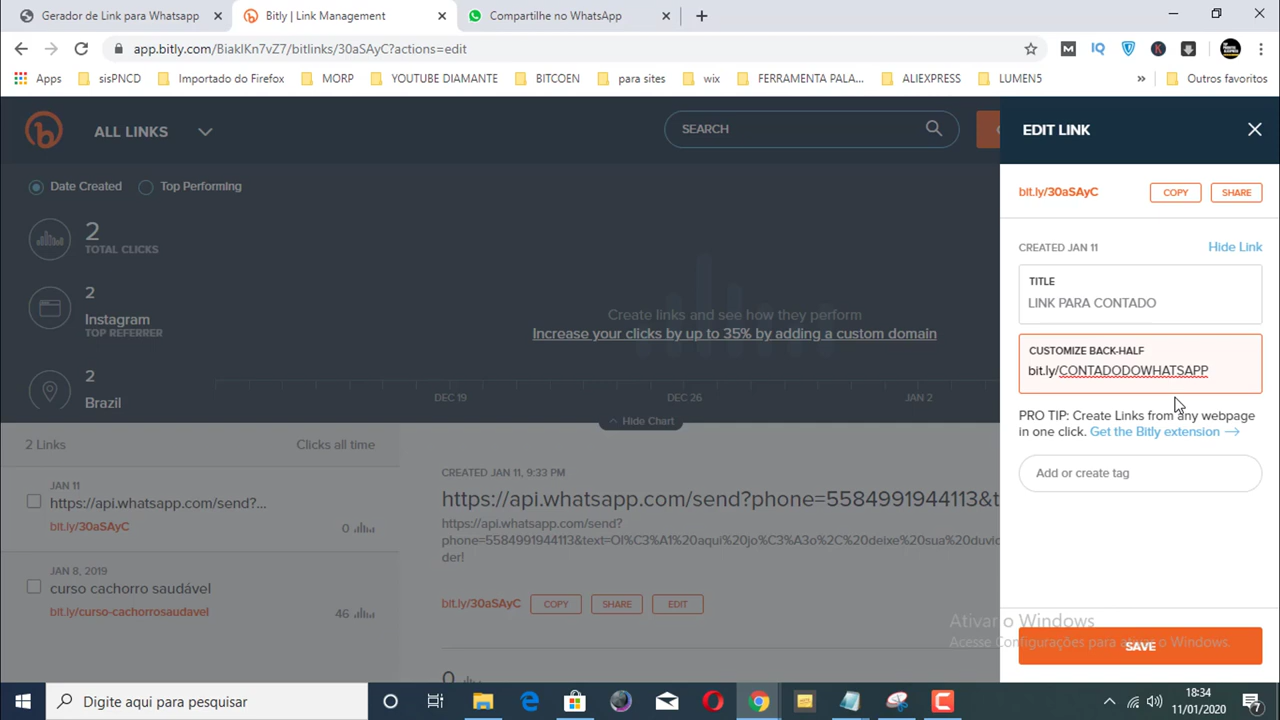 Gerador de Link para Whatsapp
Bitly | Link Management
Compartilhe no WhatsApp
app.bitly.com/BiaklKn7vZ7/bitlinks/30aSAyC?actions=edit
Apps
sisPNCD
Importado do Firefox
MORP
YOUTUBE DIAMANTE
BITCOEN
para sites
wix
FERRAMENTA PALA...
ALIEXPRESS
LUMEN5
Outros favoritos
ALL LINKS
SEARCH
EDIT LINK
Date Created
Top Performing
bit.ly/30aSAyC
COPY
SHARE
2
TOTAL CLICKS
CREATED JAN 11
Hide Link
TITLE
LINK PARA CONTADO
2
Instagram
TOP REFERRER
Create links and see how they perform
Increase your clicks by up to 35% by adding a custom domain
CUSTOMIZE BACK-HALF
bit.ly/CONTADODOWHATSAPP
2
Brazil
DEC 19
DEC 26
JAN 2
Hide Chart
PRO TIP: Create Links from any webpage
in one click. Get the Bitly extension
2 Links
Clicks all time
Add or create tag
JAN 11
https://api.whatsapp.com/send?...
bit.ly/30aSAyC
0
CREATED JAN 11, 9:33 PM
https://api.whatsapp.com/send?phone=5584991944113&t
https://api.whatsapp.com/send?
phone=5584991944113&text=Ol%C3%A1%20aqui%20jo%C3%A3o%2C%20deixe%20sua%20duvic
der!
JAN 8, 2019
curso cachorro saudável
bit.ly/curso-cachorrosaudavel
46
bit.ly/30aSAyC
COPY
SHARE
EDIT
0
Ativar o Windows
Acesse Configurações para ativar o Windows.
SAVE
Digite aqui para pesquisar
18:34
11/01/2020
7